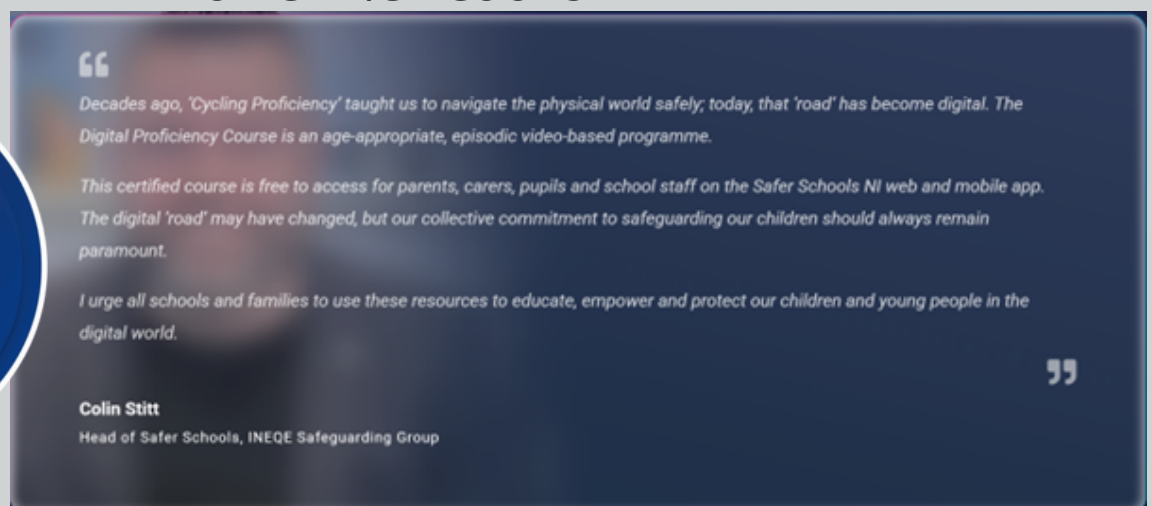 “
Decades ago, 'Cycling Proficiency' taught us to navigate the physical world safely; today, that 'road' has become digital. The
Digital Proficiency Course is an age-appropriate, episodic video-based programme.
This certified course is free to access for parents, carers, pupils and school staff on the Safer Schools NI web and mobile app.
The digital 'road' may have changed, but our collective commitment to safeguarding our children should always remain
paramount.
I urge all schools and families to use these resources to educate, empower and protect our children and young people in the
digital world.
”
Colin Stitt
Head of Safer Schools, INEQE Safeguarding Group